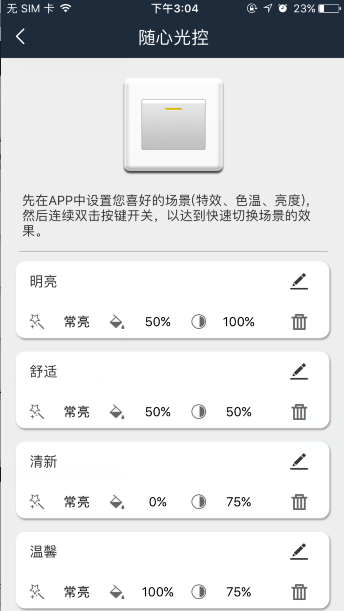 无 SIM 卡 下午3:04 23%
随心光控
先在APP中设置您喜好的场景(特效、色温、亮度),
然后连续双击按键开关，以达到快速切换场景的效
果。
明亮
常亮 50% 100%
舒适
常亮 50% 50%
清新
常亮 0% 75%
温馨
常亮 100% 75%